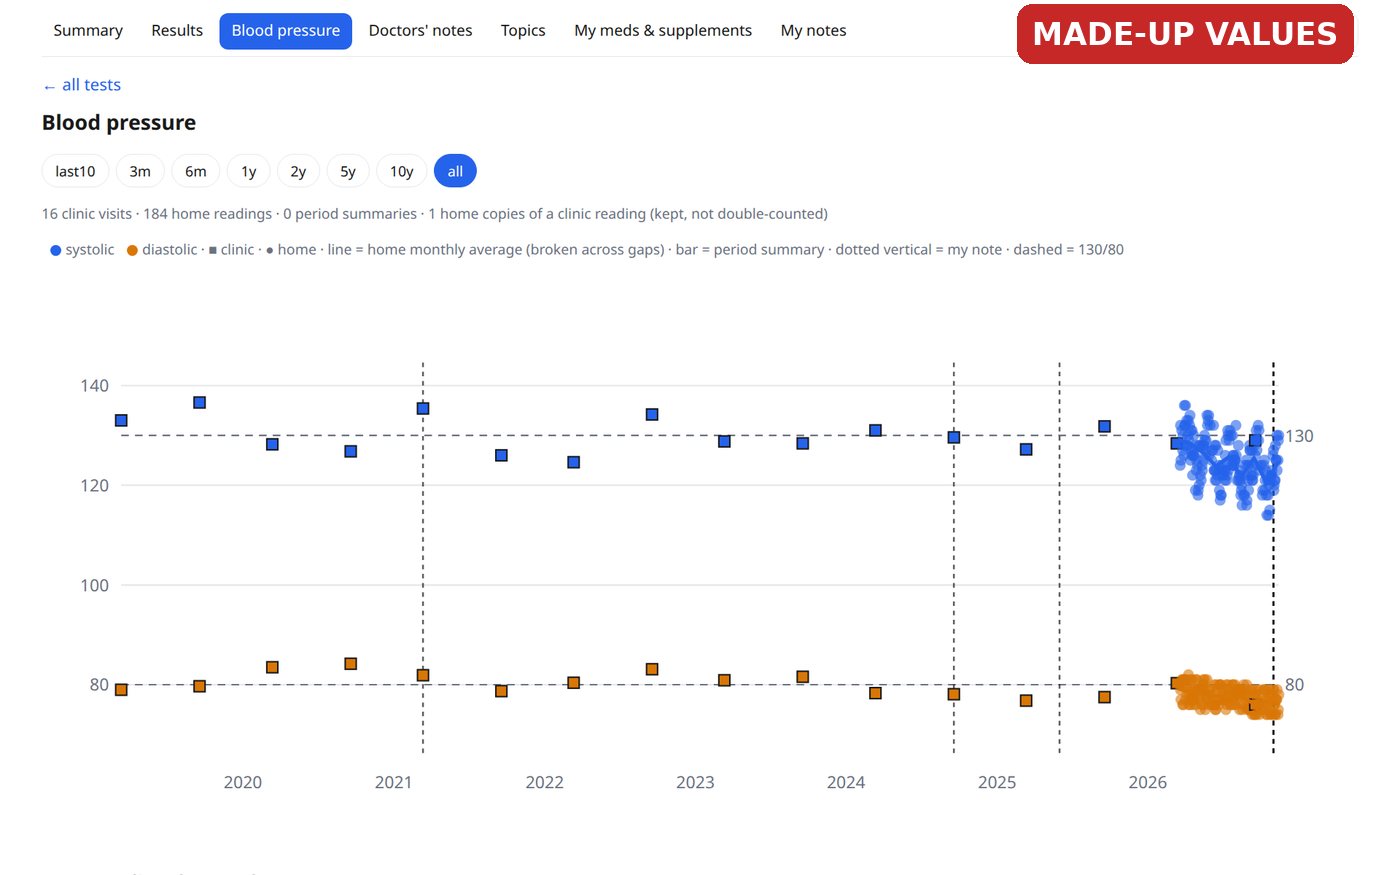 Summary Results Blood pressure Doctors' notes Topics My meds & supplements My notes
MADE-UP VALUES
← all tests
Blood pressure
last10 3m 6m 1y 2y 5y 10y all
16 clinic visits · 184 home readings · 0 period summaries · 1 home copies of a clinic reading (kept, not double-counted)
● systolic ● diastolic · ■ clinic · ● home · line = home monthly average (broken across gaps) · bar = period summary · dotted vertical = my note · dashed = 130/80
140
130
120
100
80 80
2020 2021 2022 2023 2024 2025 2026